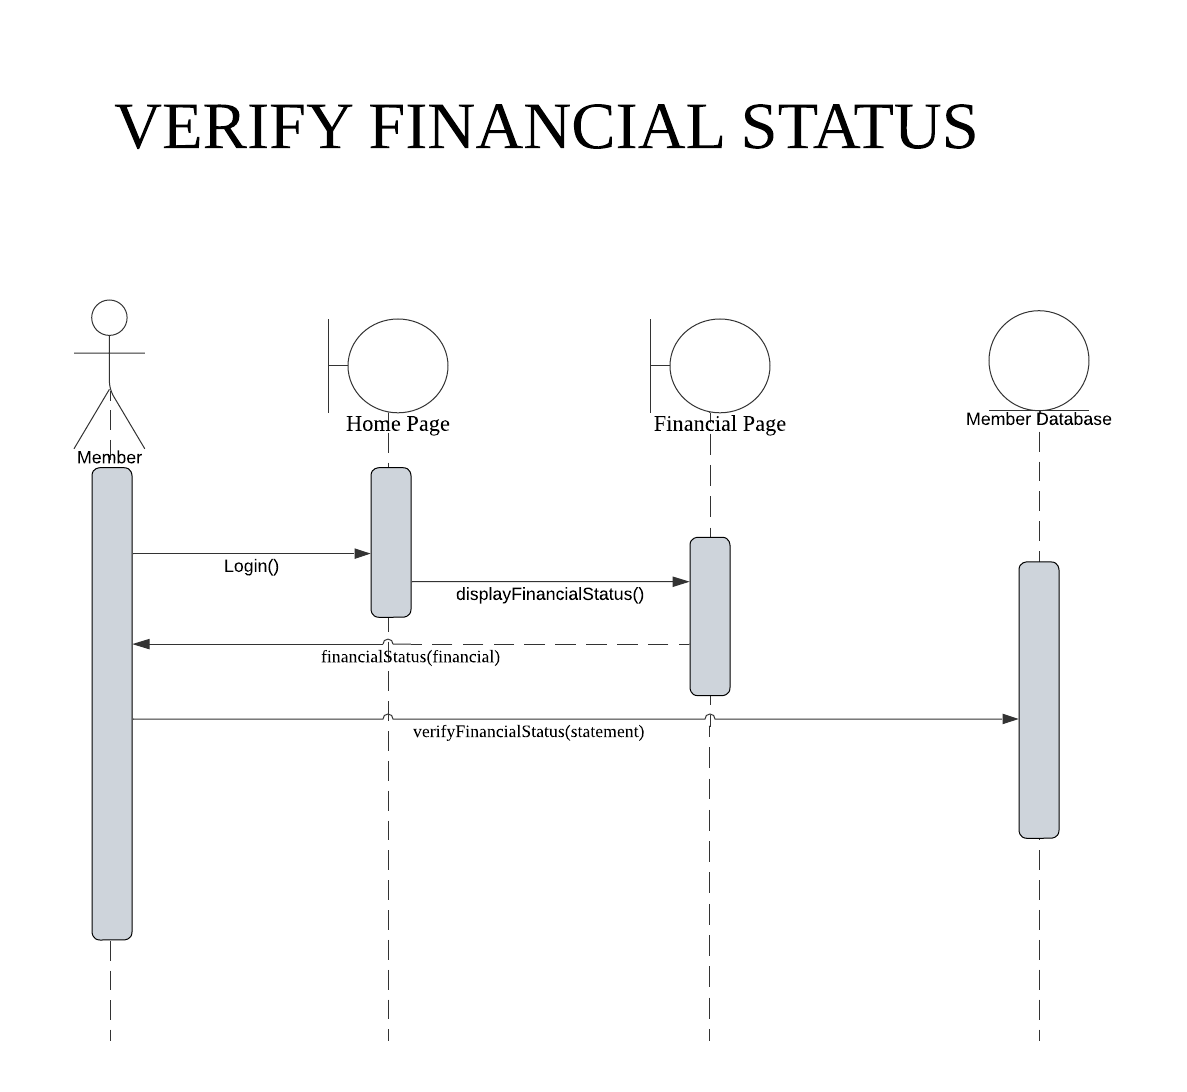 VERIFY FINANCIAL STATUS
Home Page
Financial Page
Member Database
Member
Login()
displayFinancialStatus()
financialStatus(financial)
verifyFinancialStatus(statement)